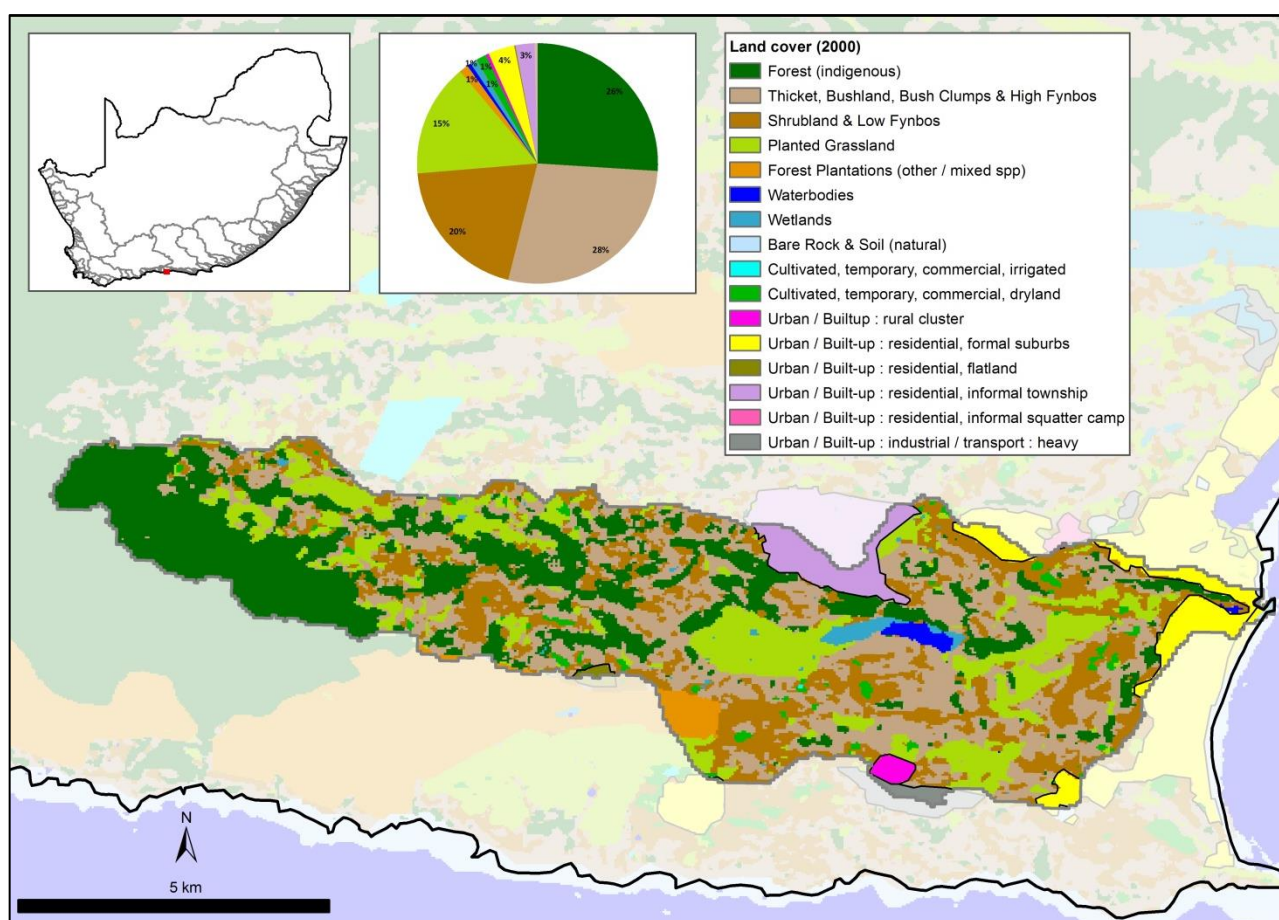 1%
1%
1%
1%
4%
3%
26%
15%
20%
28%
Land cover (2000)
Forest (indigenous)
Thicket, Bushland, Bush Clumps & High Fynbos
Shrubland & Low Fynbos
Planted Grassland
Forest Plantations (other / mixed spp)
Waterbodies
Wetlands
Bare Rock & Soil (natural)
Cultivated, temporary, commercial, irrigated
Cultivated, temporary, commercial, dryland
Urban / Builtup : rural cluster
Urban / Built-up : residential, formal suburbs
Urban / Built-up : residential, flatland
Urban / Built-up : residential, informal township
Urban / Built-up : residential, informal squatter camp
Urban / Built-up : industrial / transport : heavy
N
5 km